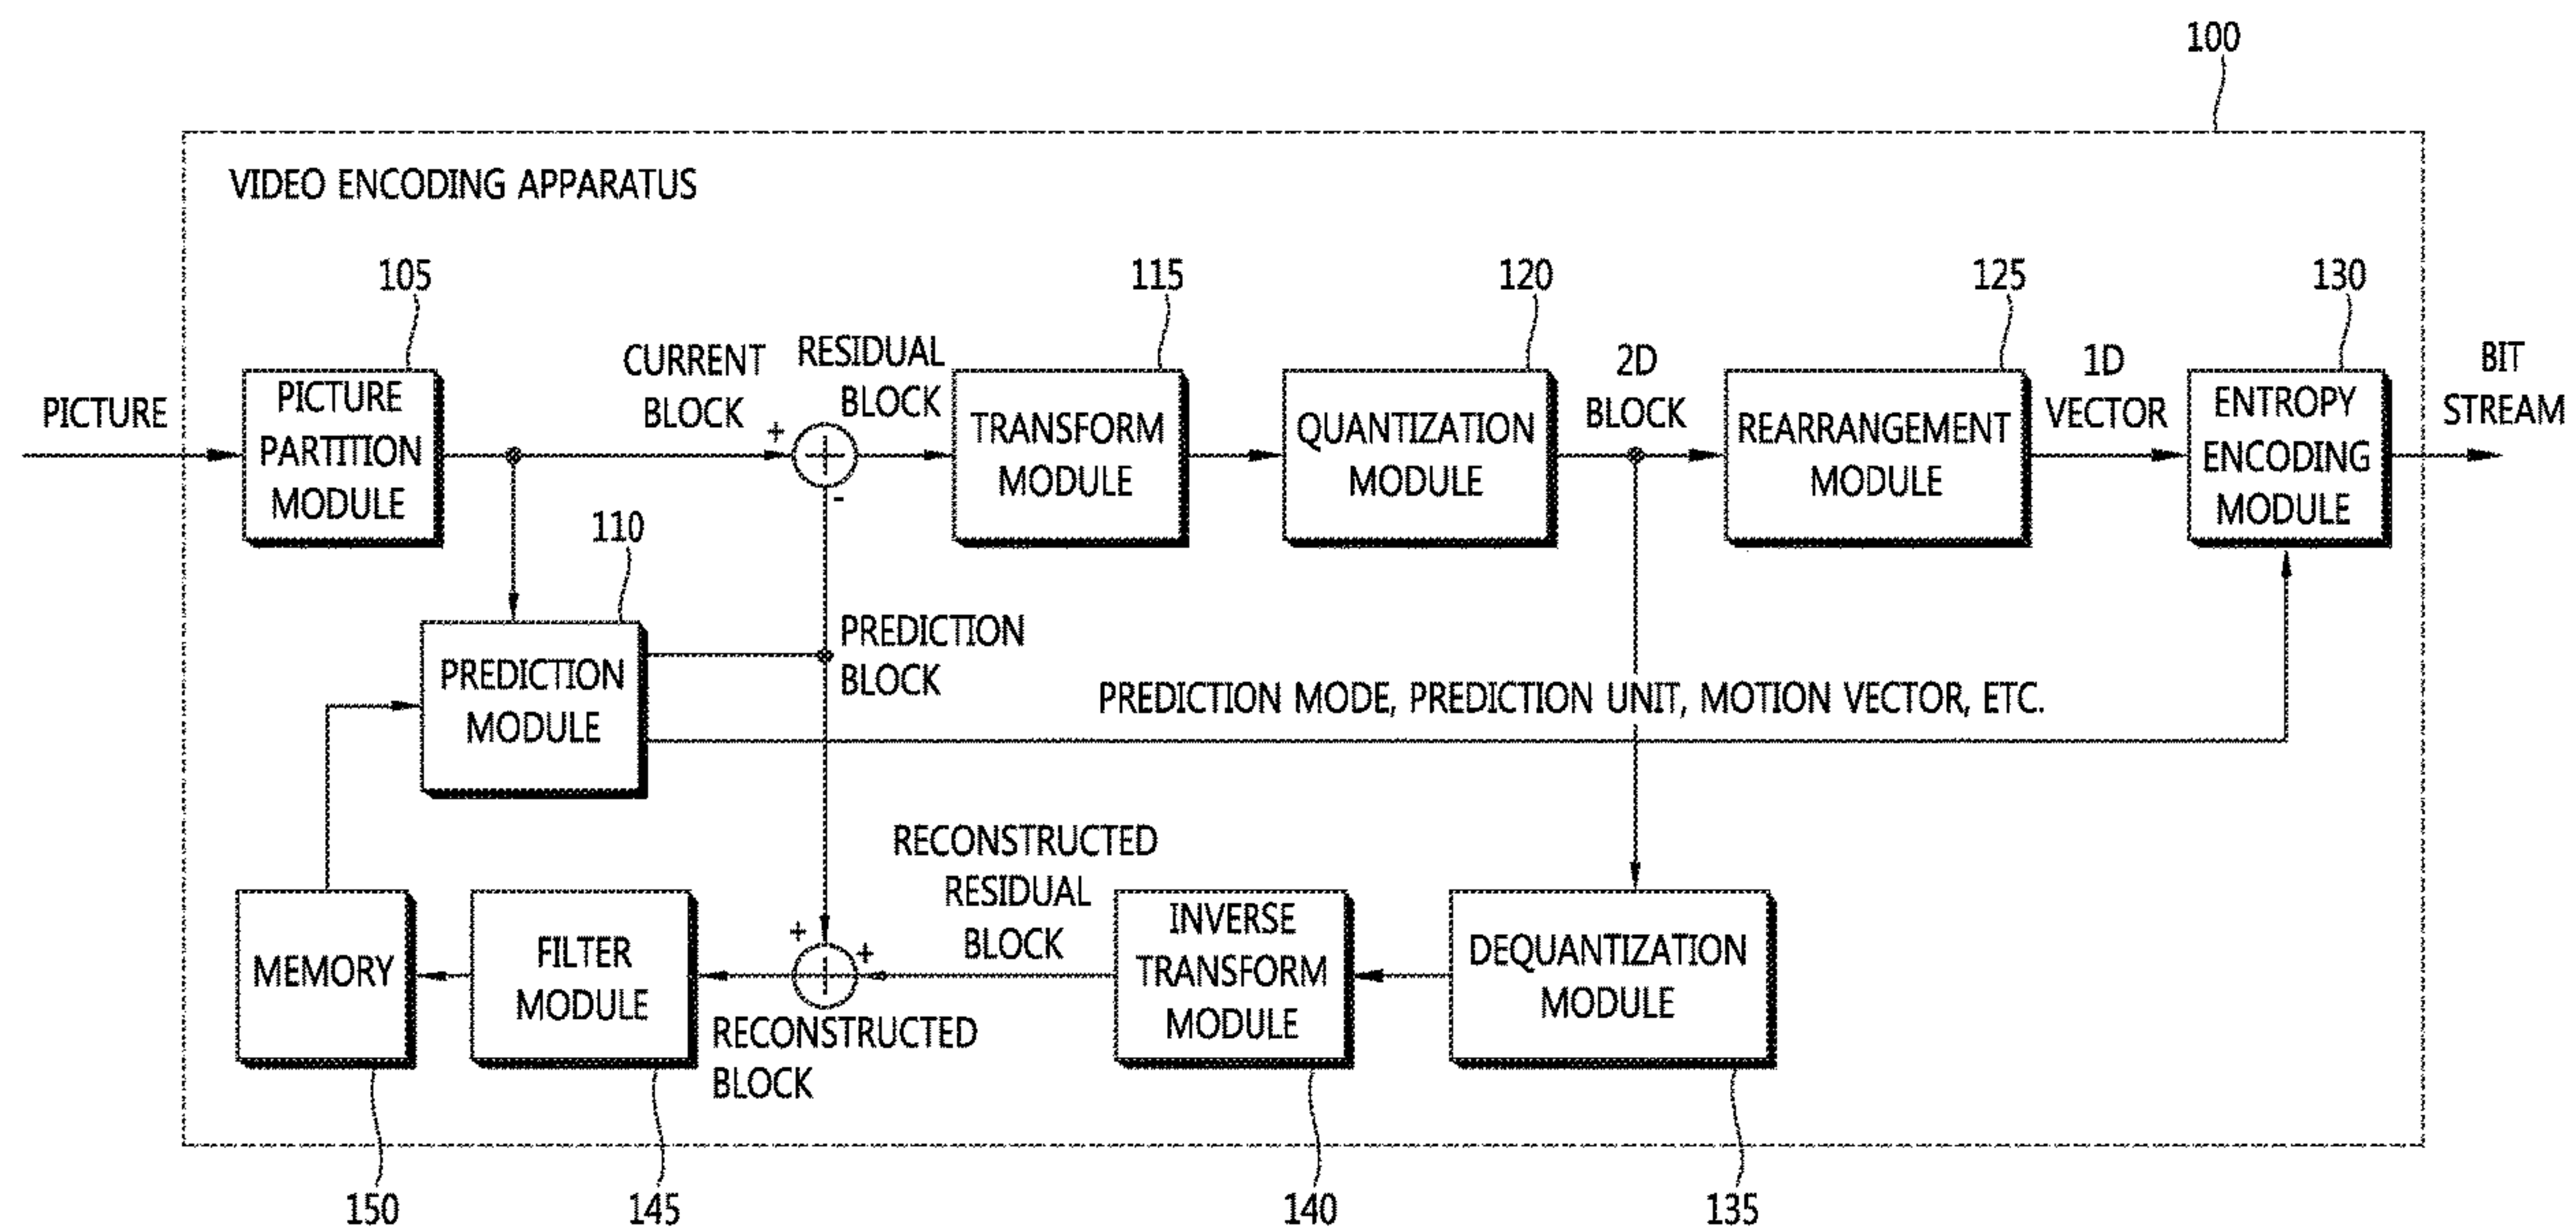 100
VIDEO ENCODING APPARATUS
105
115
120
125
130
PICTURE
PICTURE
PARTITION
MODULE
CURRENT
BLOCK
+
-
RESIDUAL
BLOCK
TRANSFORM
MODULE
QUANTIZATION
MODULE
2D
BLOCK
REARRANGEMENT
MODULE
1D
VECTOR
ENTROPY
ENCODING
MODULE
BIT
STREAM
110
PREDICTION
MODULE
PREDICTION
BLOCK
PREDICTION MODE, PREDICTION UNIT, MOTION VECTOR, ETC.
MEMORY
FILTER
MODULE
+
+
RECONSTRUCTED
BLOCK
RECONSTRUCTED
RESIDUAL
BLOCK
INVERSE
TRANSFORM
MODULE
DEQUANTIZATION
MODULE
150
145
140
135